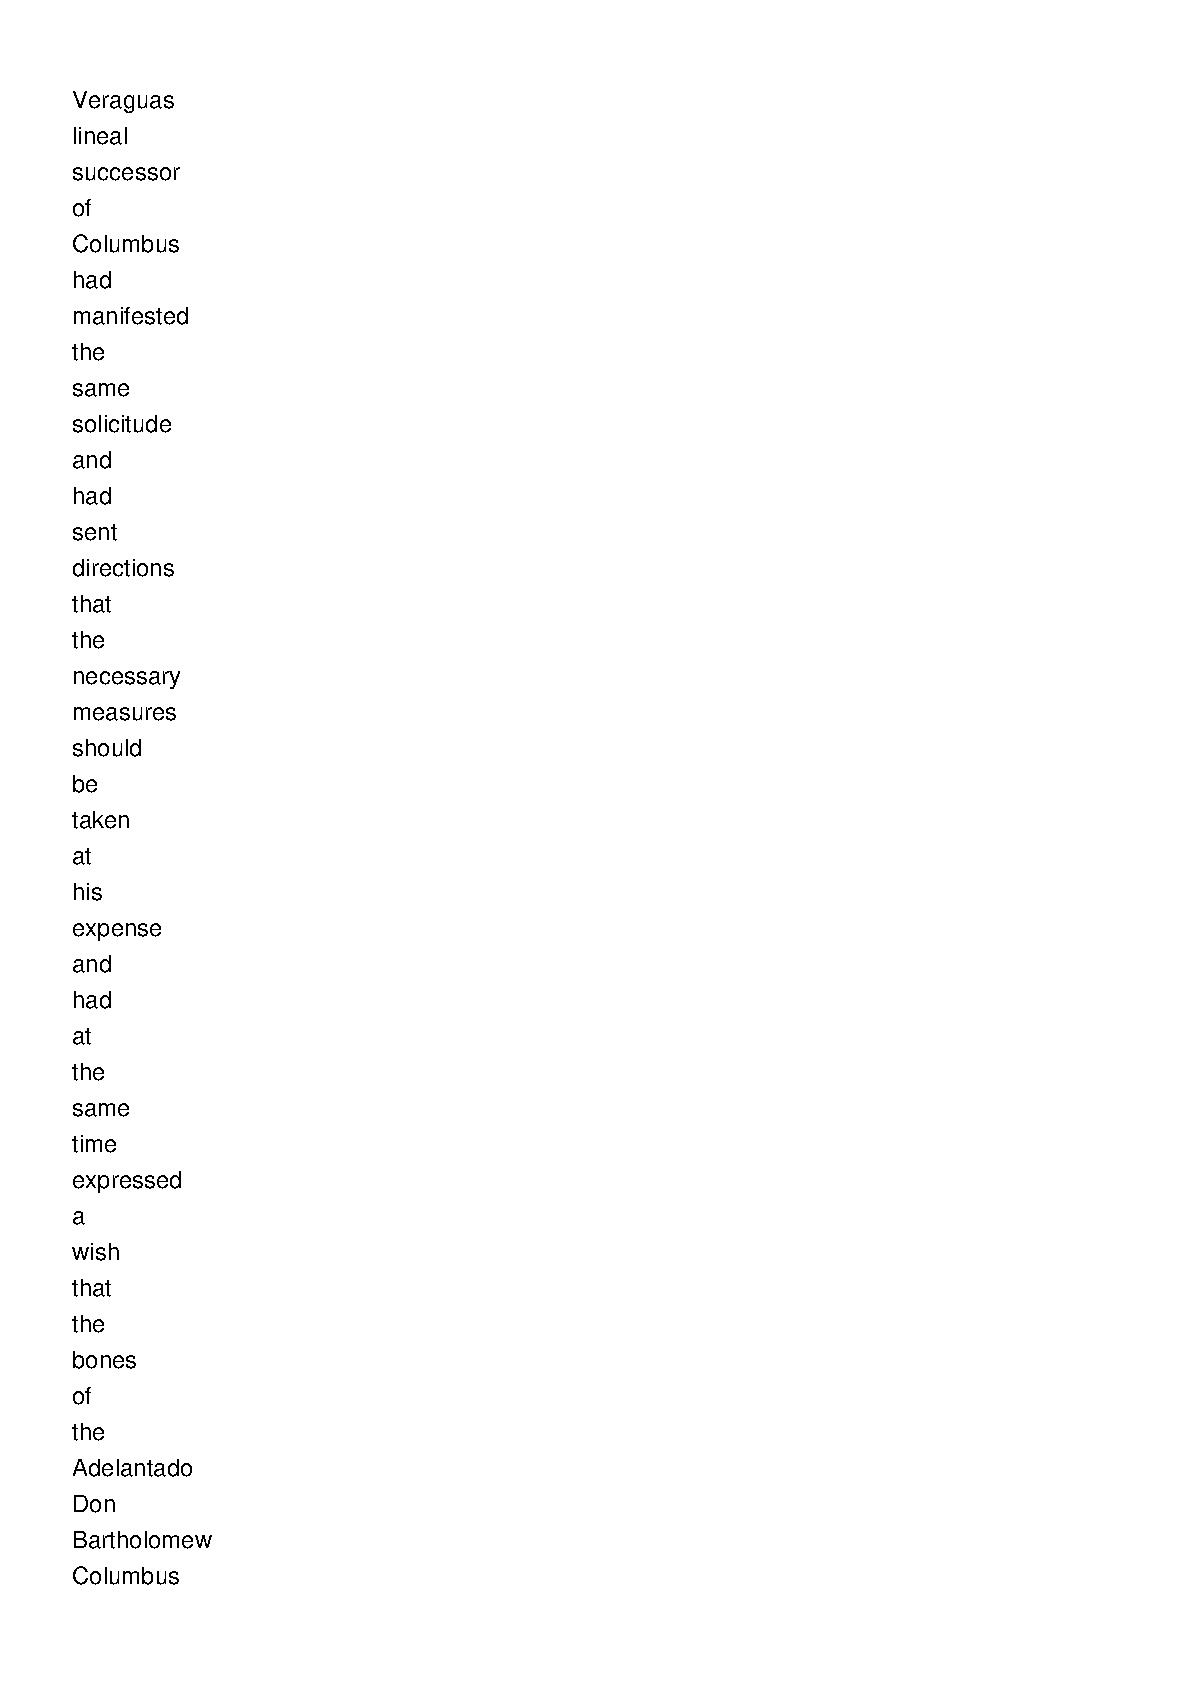 Veraguas
lineal
successor
of
Columbus
had
manifested
the
same
solicitude
and
had
sent
directions
that
the
necessary
measures
should
be
taken
at
his
expense
and
had
at
the
same
time
expressed
a
wish
that
the
bones
of
the
Adelantado
Don
Bartholomew
Columbus